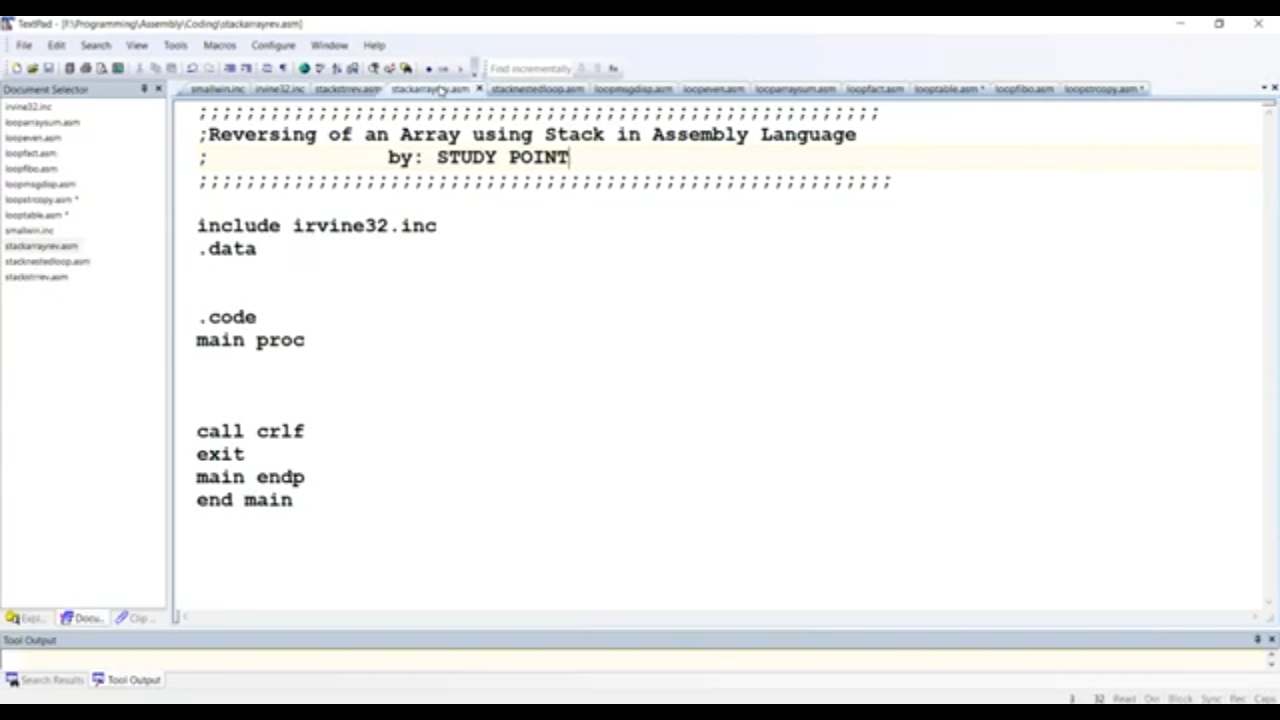 TextPad - [F:\Programming\Assembly\Coding\stackarrayrev.asm]
File Edit Search View Tools Macros Configure Window Help
Find incrementally
Document Selector
smallwin.inc irvine32.inc stackstrrev.asm stacknestedloop.asm loopmsgdisp.asm loopeven.asm looparraysum.asm loopfact.asm looptable.asm * loopfibo.asm loopstrcopy.asm *
irvine32.inc
looparraysum.asm
loopeven.asm
loopfact.asm
loopfibo.asm
loopmsgdisp.asm
loopstrcopy.asm *
looptable.asm *
smallwin.inc
stackarrayrev.asm
stacknestedloop.asm
stackstrrev.asm
;;;;;;;;;;;;;;;;;;;;;;;;;;;;;;;;;;;;;;;;;;;;;;;;;;;;;;;;;
;Reversing of an Array using Stack in Assembly Language
; by: STUDY POINT
;;;;;;;;;;;;;;;;;;;;;;;;;;;;;;;;;;;;;;;;;;;;;;;;;;;;;;;;;;
include irvine32.inc
.data
.code
main proc
call crlf
exit
main endp
end main
Expl... Docu... Clip ...
Tool Output
Search Results Tool Output
3 32 Read Ovr Block Sync Rec Caps